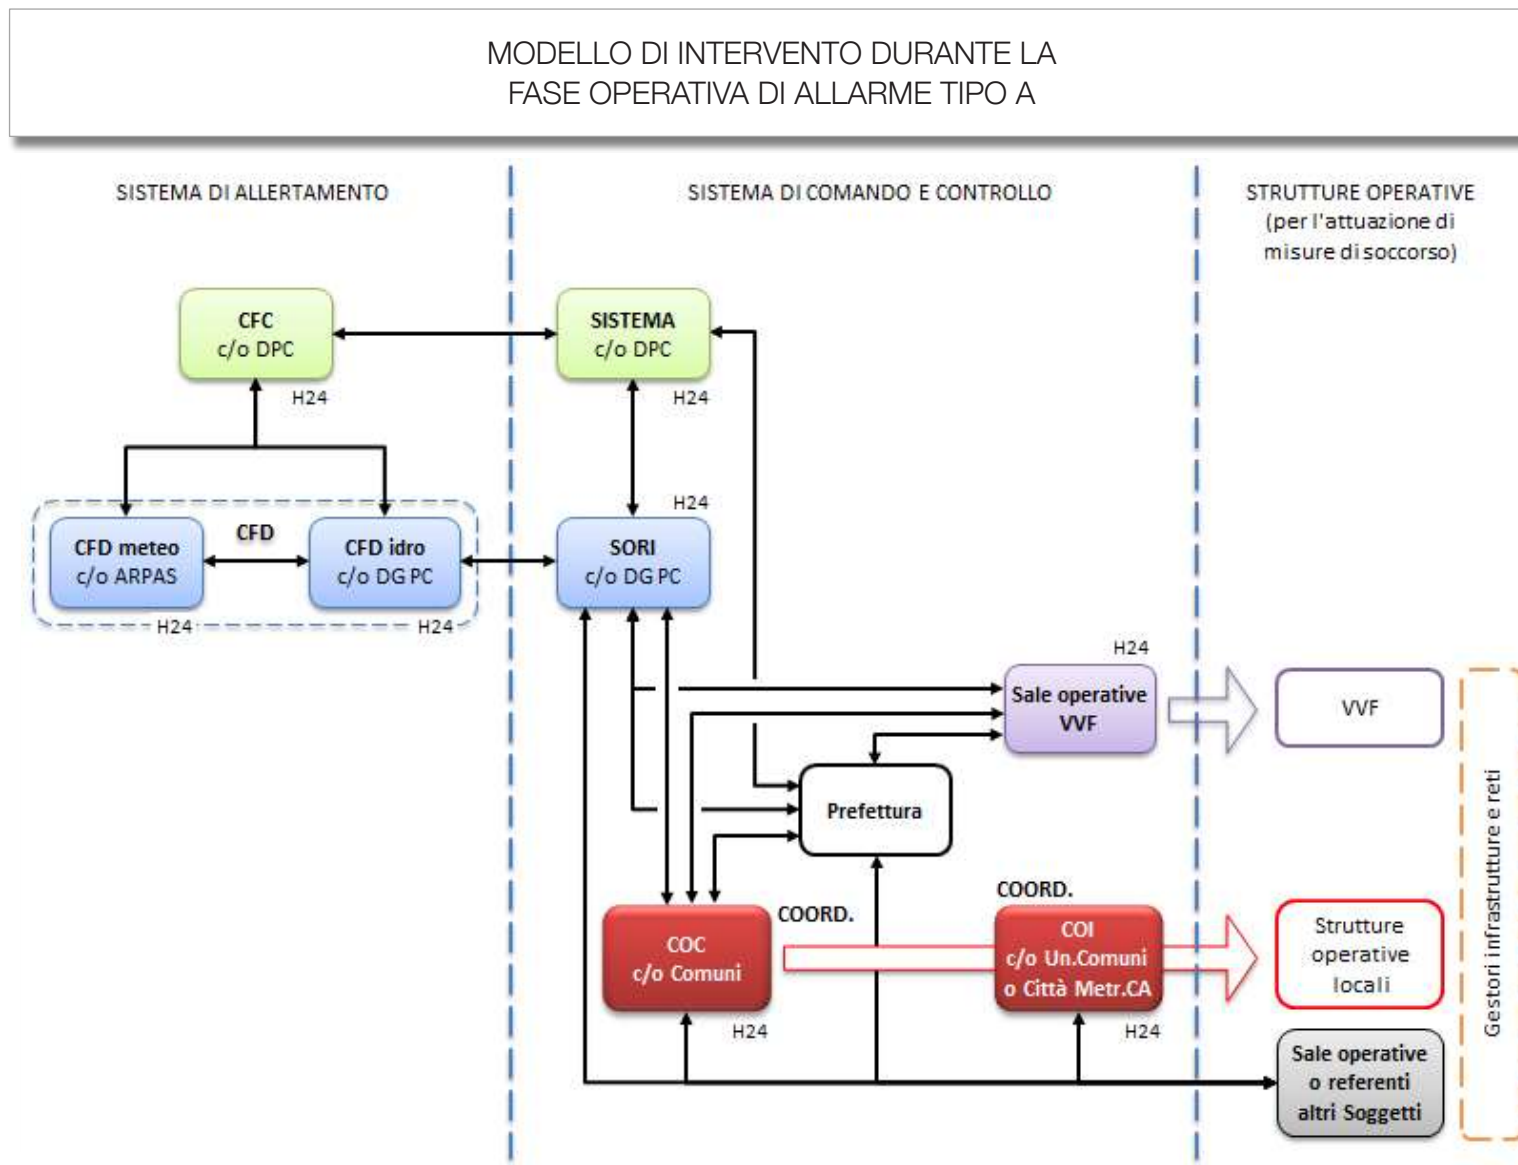 MODELLO DI INTERVENTO DURANTE LA
FASE OPERATIVA DI ALLARME TIPO A
SISTEMA DI ALLERTAMENTO
SISTEMA DI COMANDO E CONTROLLO
STRUTTURE OPERATIVE
(per l'attuazione di
misure di soccorso)
CFC
c/o DPC
H24
SISTEMA
c/o DPC
H24
CFD meteo
c/o ARPAS
H24
CFD
CFD idro
c/o DG PC
H24
H24
SORI
c/o DG PC
H24
Sale operative
VVF
VVF
Prefettura
COC
c/o Comuni
H24
COORD.
COORD.
COI
c/o Un.Comuni
o Città Metr.CA
H24
Strutture
operative
locali
Sale operative
o referenti
altri Soggetti
Gestori infrastrutture e reti